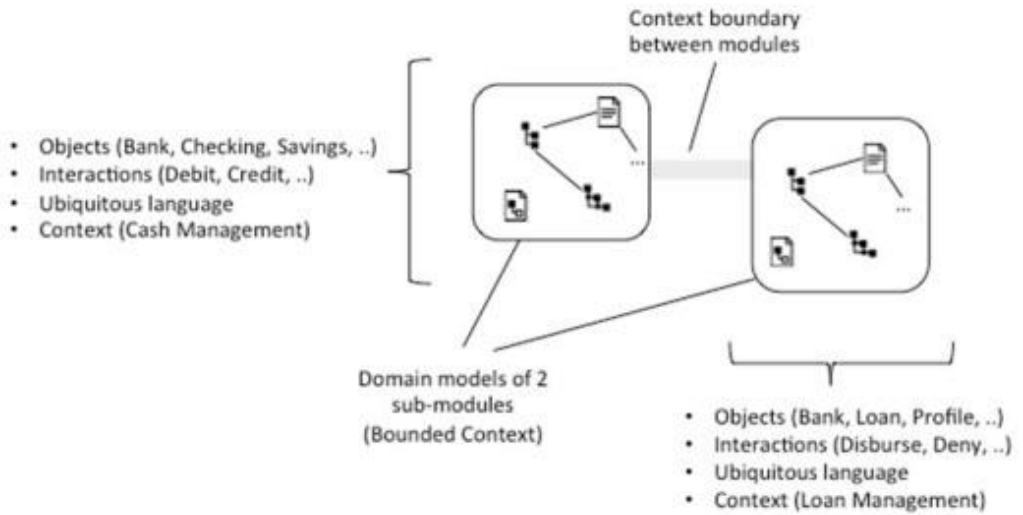 Context boundary
between modules
• Objects (Bank, Checking, Savings, ..)
• Interactions (Debit, Credit, ..)
• Ubiquitous language
• Context (Cash Management)
...
...
Domain models of 2
sub-modules
(Bounded Context)
• Objects (Bank, Loan, Profile, ..)
• Interactions (Disburse, Deny, ..)
• Ubiquitous language
• Context (Loan Management)